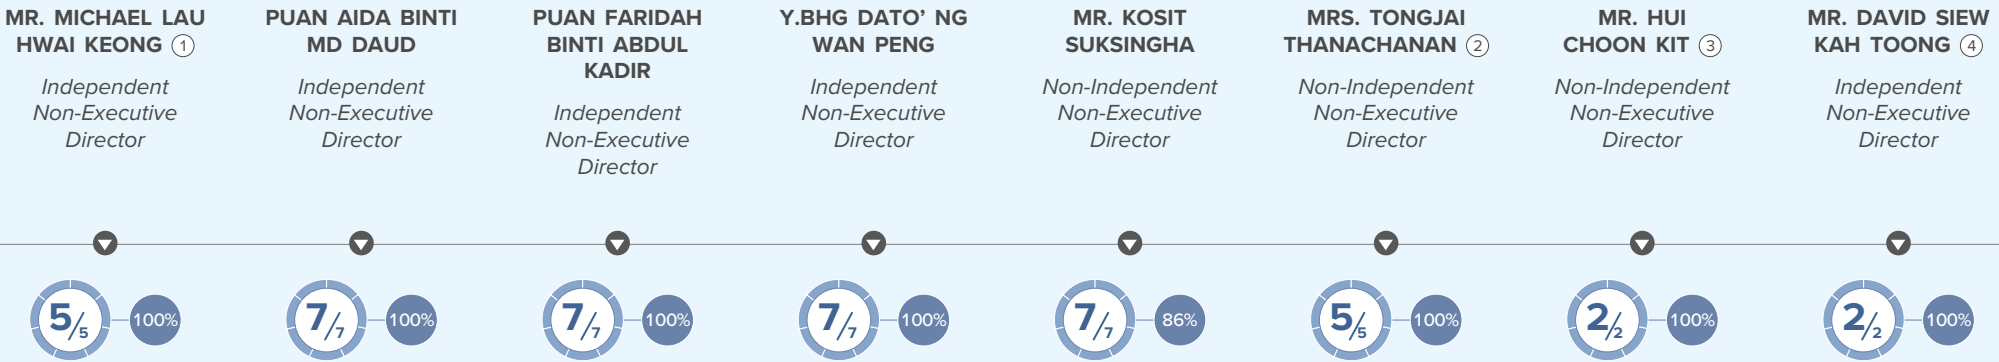 MR. MICHAEL LAU
HWAI KEONG 1
Independent
Non-Executive
Director
5/5
100%
PUAN AIDA BINTI
MD DAUD
Independent
Non-Executive
Director
7/7
100%
PUAN FARIDAH
BINTI ABDUL
KADIR
Independent
Non-Executive
Director
7/7
100%
Y.BHG DATO’ NG
WAN PENG
Independent
Non-Executive
Director
7/7
100%
MR. KOSIT
SUKSINGHA
Non-Independent
Non-Executive
Director
7/7
86%
MRS. TONGJAI
THANACHANAN 2
Non-Independent
Non-Executive
Director
5/5
100%
MR. HUI
CHOON KIT 3
Non-Independent
Non-Executive
Director
2/2
100%
MR. DAVID SIEW
KAH TOONG 4
Independent
Non-Executive
Director
2/2
100%